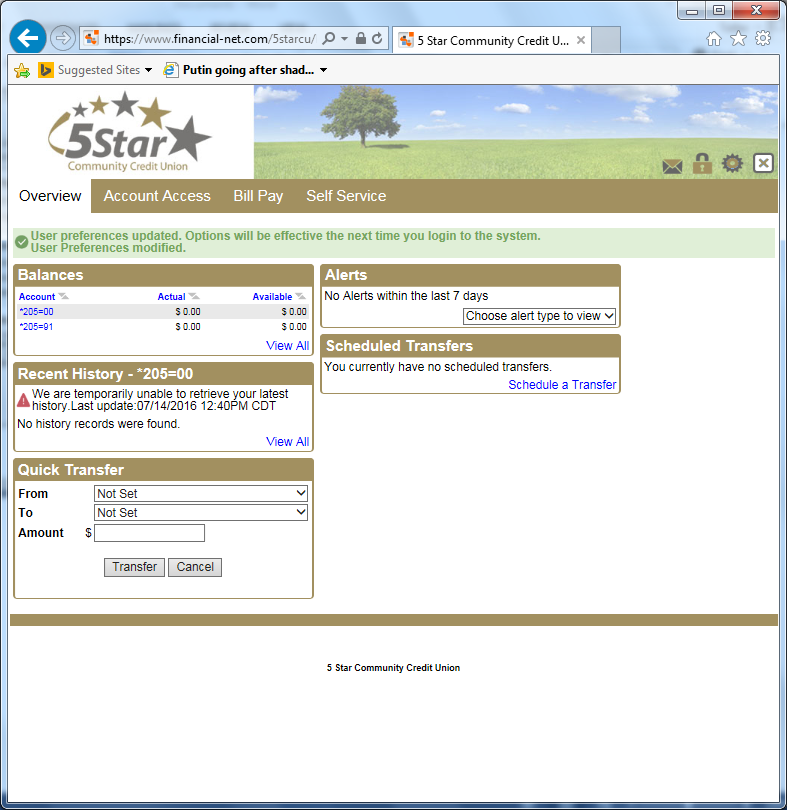 https://www.financial-net.com/5starcu/
5 Star Community Credit U...
Suggested Sites
Putin going after shad...
5Star
Community Credit Union
Overview Account Access Bill Pay Self Service
User preferences updated. Options will be effective the next time you login to the system.
User Preferences modified.
Balances
Account Actual Available
*205=00 $ 0.00 $ 0.00
*205=91 $ 0.00 $ 0.00
View All
Recent History - *205=00
We are temporarily unable to retrieve your latest
history.Last update:07/14/2016 12:40PM CDT
No history records were found.
View All
Quick Transfer
From Not Set
To Not Set
Amount $
Transfer Cancel
Alerts
No Alerts within the last 7 days
Choose alert type to view
Scheduled Transfers
You currently have no scheduled transfers.
Schedule a Transfer
5 Star Community Credit Union